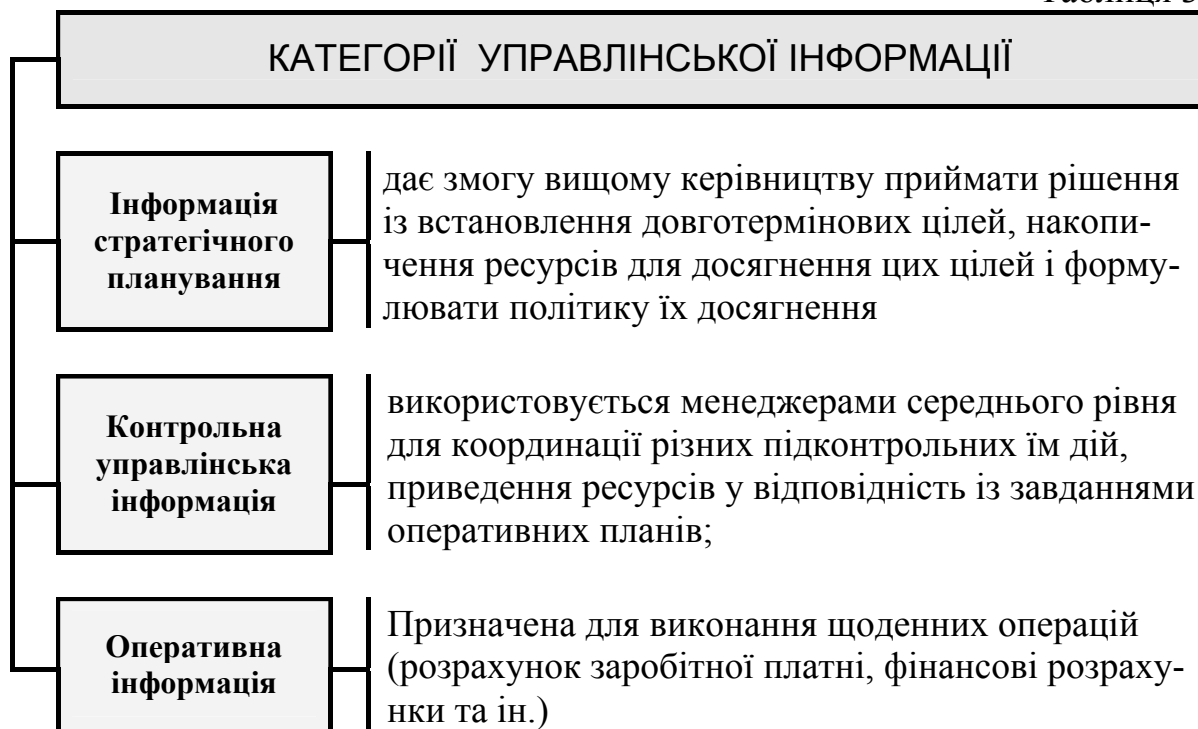 КАТЕГОРІЇ УПРАВЛІНСЬКОЇ ІНФОРМАЦІЇ
Інформація
стратегічного
планування
дає змогу вищому керівництву приймати рішення
із встановлення довготермінових цілей, накопи-
чення ресурсів для досягнення цих цілей і форму-
лювати політику їх досягнення
Контрольна
управлінська
інформація
використовується менеджерами середнього рівня
для координації різних підконтрольних їм дій,
приведення ресурсів у відповідність із завданнями
оперативних планів;
Оперативна
інформація
Призначена для виконання щоденних операцій
(розрахунок заробітної платні, фінансові розраху-
нки та ін.)